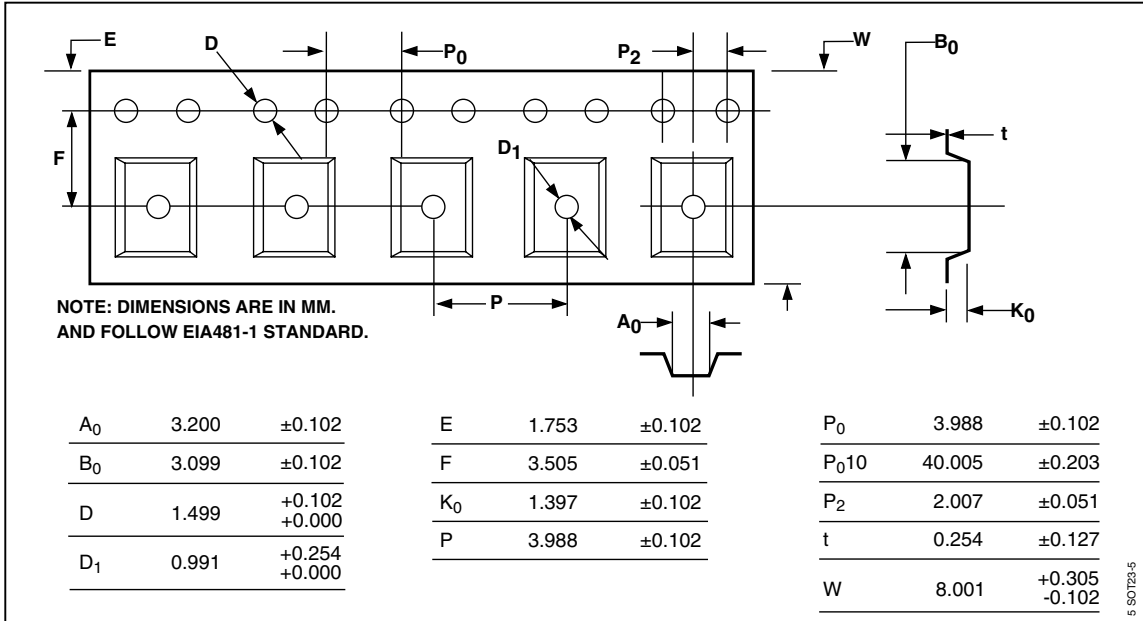 E
D
P0
P2
W
B0
t
F
D1
NOTE: DIMENSIONS ARE IN MM.
AND FOLLOW EIA481-1 STANDARD.
P
A0
K0
A0 3.200 ±0.102
B0 3.099 ±0.102
D 1.499 +0.102
+0.000
D1 0.991 +0.254
+0.000
E 1.753 ±0.102
F 3.505 ±0.051
K0 1.397 ±0.102
P 3.988 ±0.102
P0 3.988 ±0.102
P010 40.005 ±0.203
P2 2.007 ±0.051
t 0.254 ±0.127
W 8.001 +0.305
-0.102
5 SOT23-5